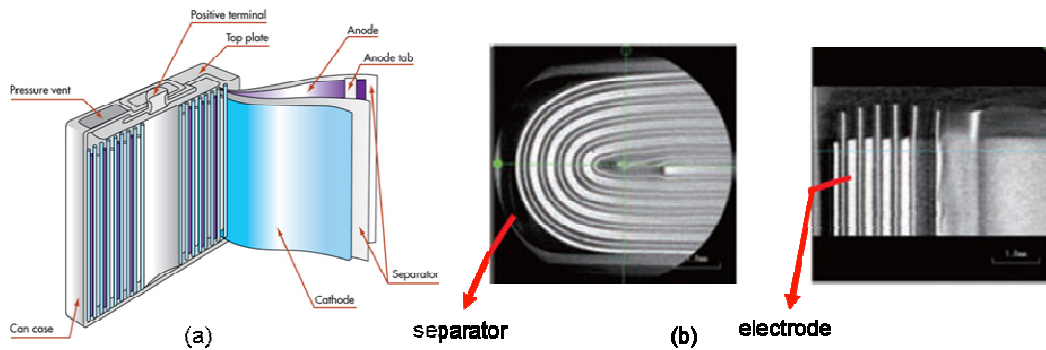 Positive terminal
Top plate
Pressure vent
Anode
Anode tab
Separator
Cathode
Can case
(a)
separator
(b)
electrode